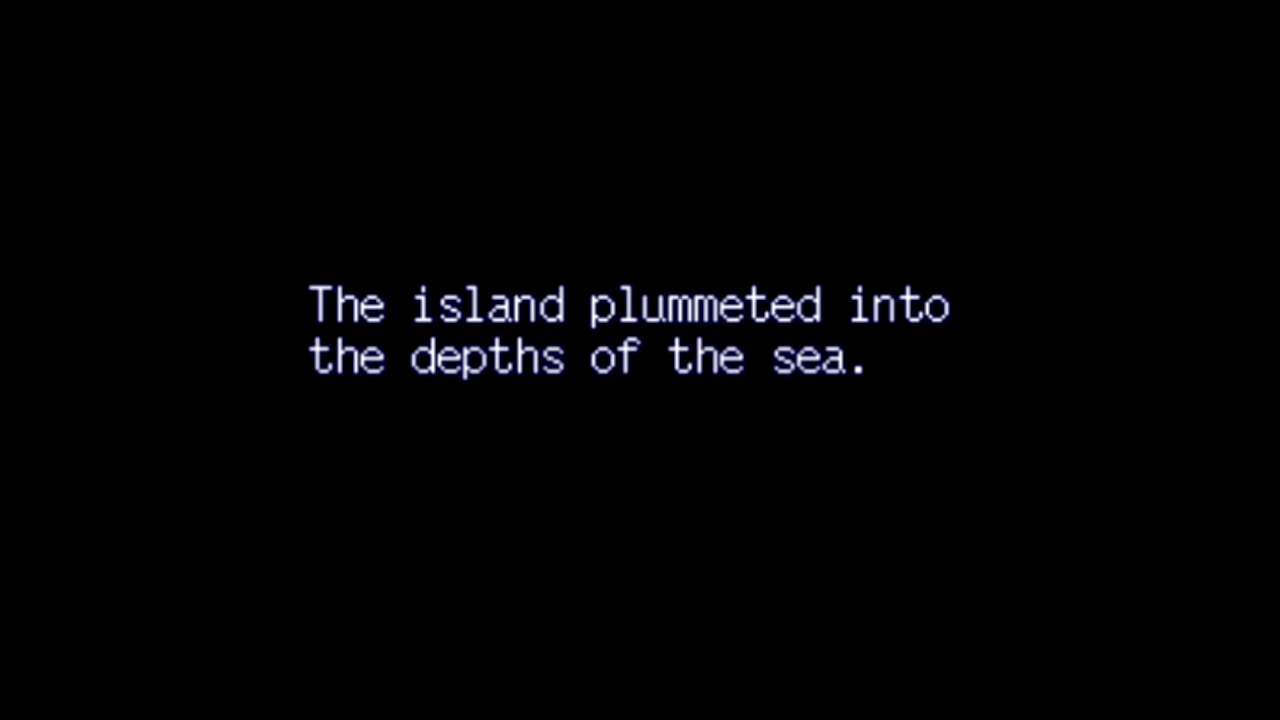 The island plummeted into
the depths of the sea.